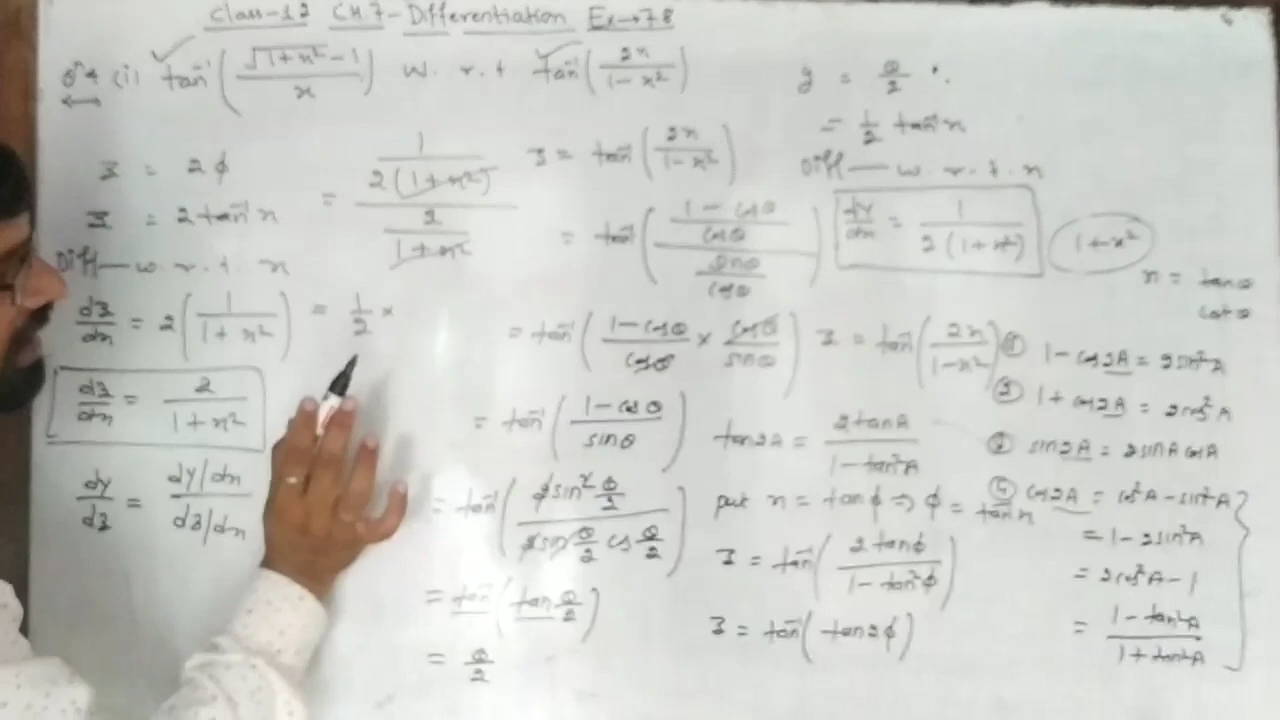 Class-12 CH.7-Differentiation Ex→7.8
(i) tan⁻¹((√(1+x²)-1)/x) w.r.t tan⁻¹(2x/(1-x²))
z = 2φ
z = 2tan⁻¹x
Diff— w.r.t. x
dz/dx = 2(1/(1+x²))
dz/dx = 2/(1+x²)
dy/dz = (dy/dx)/(dz/dx)
= (1/(2(1+x²)))/(2/(1+x²))
= 1/2 ×
z = tan⁻¹(2x/(1-x²))
= tan⁻¹(((1-cosθ)/cosθ)/(sinθ/cosθ))
= tan⁻¹((1-cosθ)/cosθ × cosθ/sinθ)
= tan⁻¹((1-cosθ)/sinθ)
= tan⁻¹((2sin²θ/2)/(2sinθ/2 cosθ/2))
= tan⁻¹(tanθ/2)
= θ/2
y = θ/2
= 1/2 tan⁻¹x
Diff— w.r.t. x
dy/dx = 1/(2(1+x²))
1+x²
z = tan⁻¹(2x/(1-x²))
tan2A = 2tanA/(1-tan²A)
put x = tanφ ⇒ φ = tan⁻¹x
z = tan⁻¹(2tanφ/(1-tan²φ))
z = tan⁻¹(tan2φ)
x = tanθ
cotθ
① 1-cos2A = 2sin²A
② 1+cos2A = 2cos²A
sin2A = 2sinAcosA
④ cos2A = cos²A-sin²A
= 1-2sin²A
= 2cos²A-1
= (1-tan²A)/(1+tan²A)